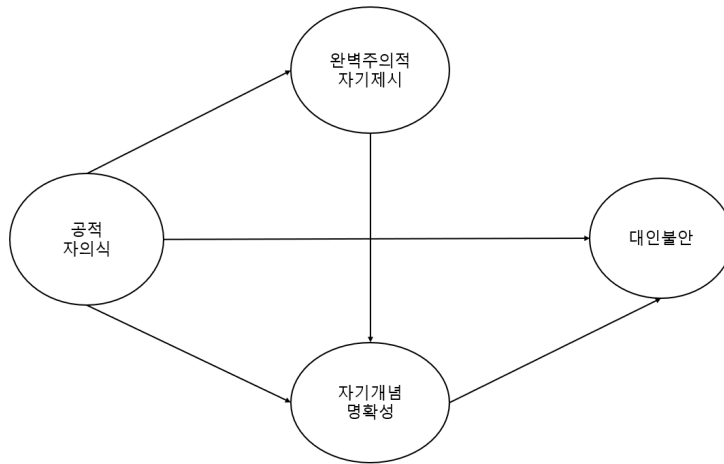 완벽주의적
자기제시
공적
자의식
대인불안
자기개념
명확성